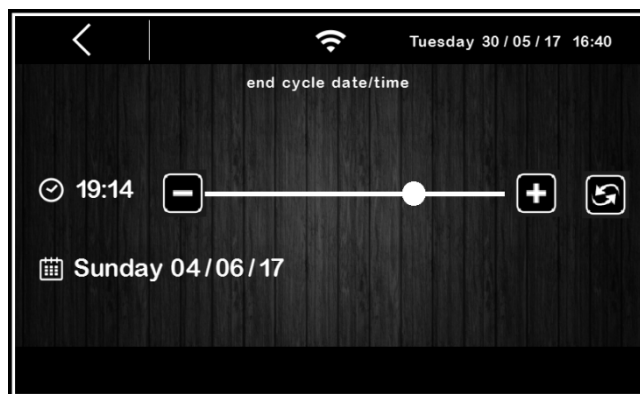 Tuesday 30 / 05 / 17 16:40
end cycle date/time
19:14
Sunday 04 / 06 / 17